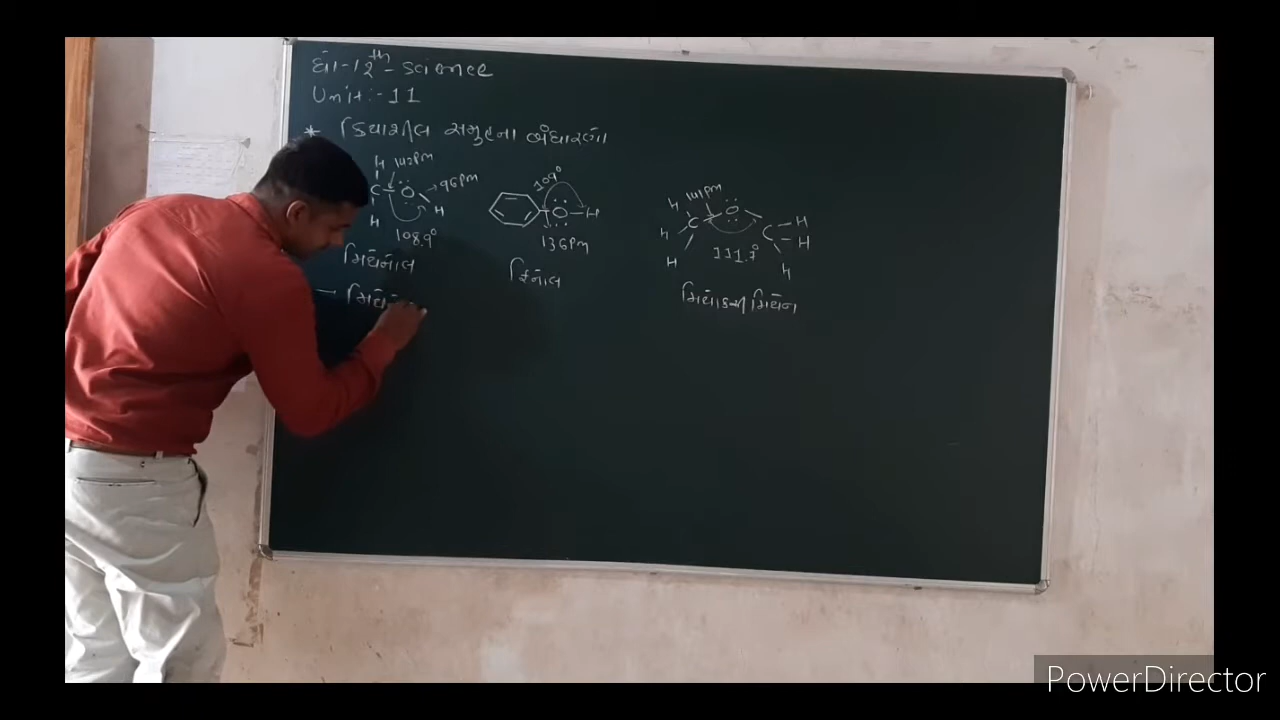 ધો-12th - Science
Unit:- 11
* ક્રિયાશીલ સમુહના બંધારણો
H 142pm
C O →96pm
H H
108.9°
મિથેનોલ
109°
O-H
136pm
ફિનોલ
H 141pm
H C O C-H
H -H
111.7° H
મિથોક્સી મિથેન
– મિથે
PowerDirector